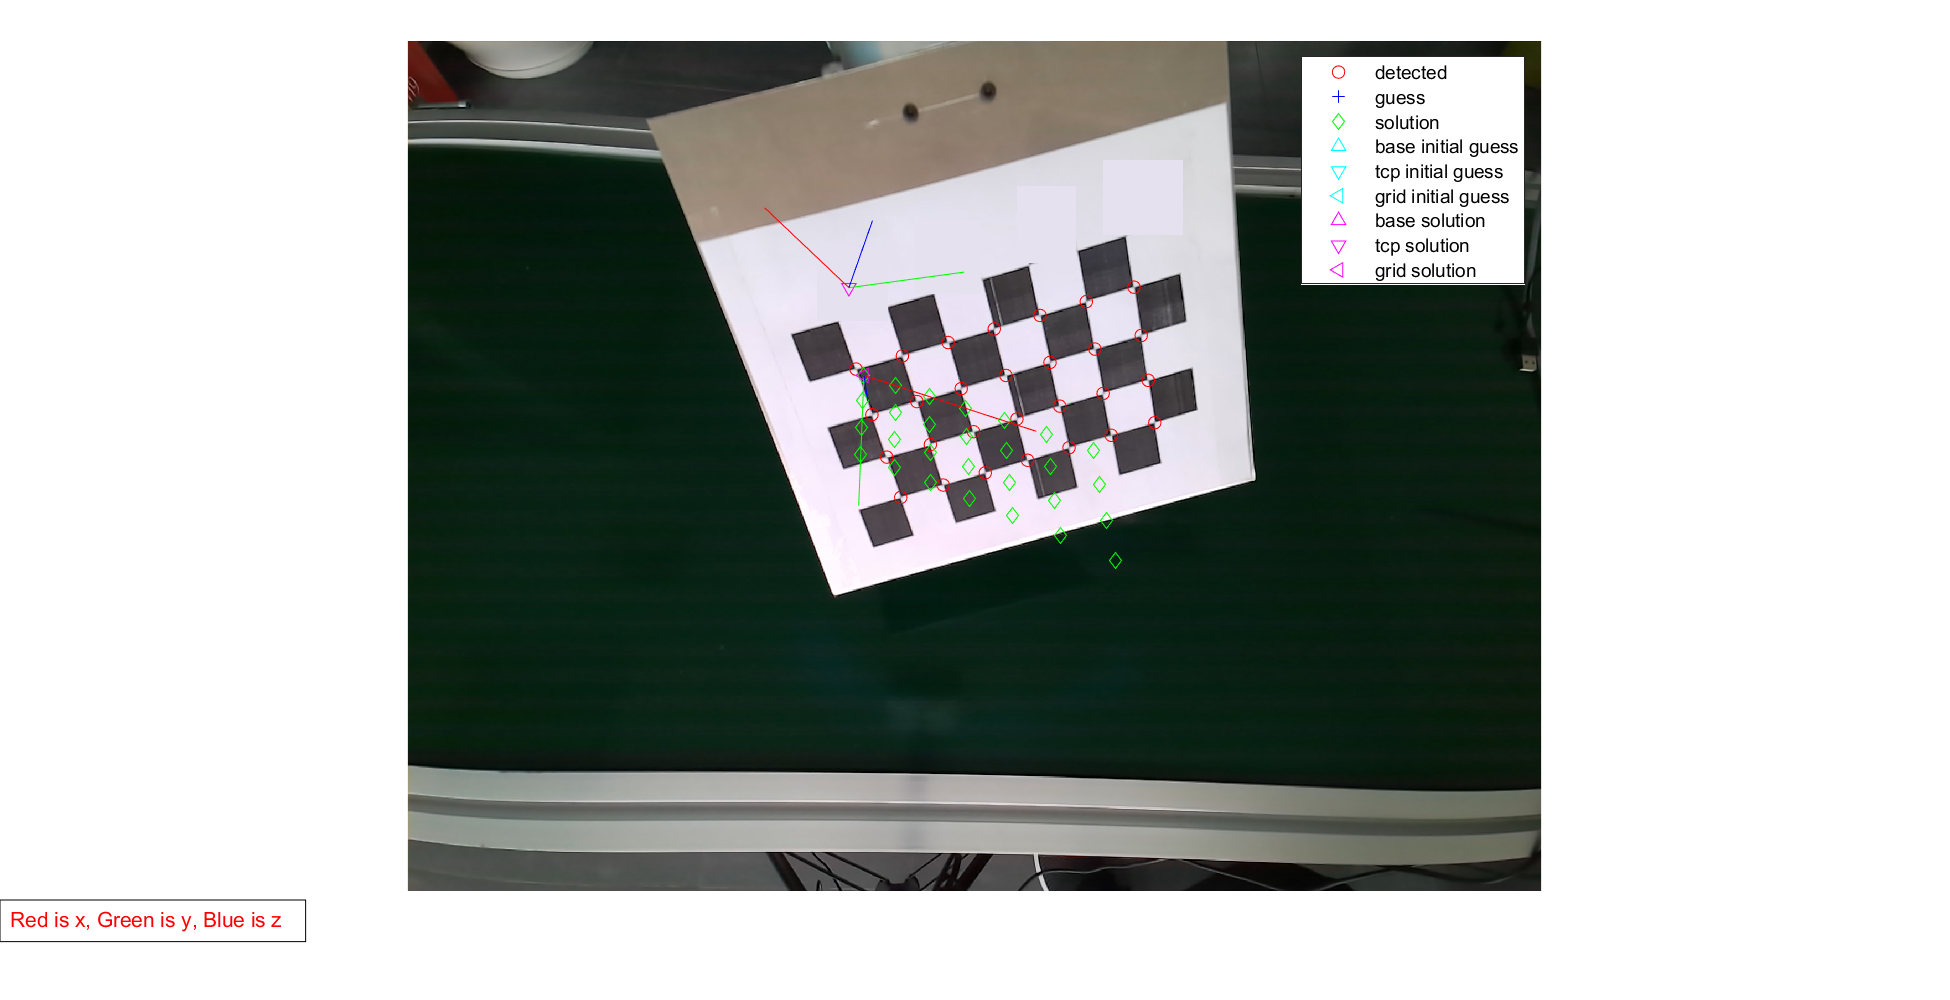 detected
guess
solution
base initial guess
tcp initial guess
grid initial guess
base solution
tcp solution
grid solution
Red is x, Green is y, Blue is z